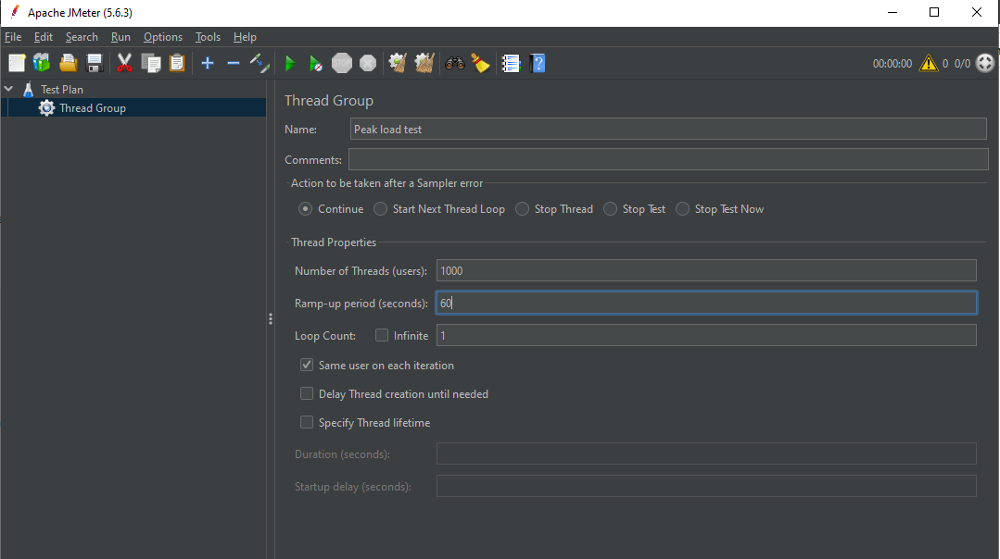 Apache JMeter (5.6.3)
File Edit Search Run Options Tools Help
STOP 00:00:00 0 0/0
Test Plan
Thread Group
Thread Group
Name: Peak load test
Comments:
Action to be taken after a Sampler error
Continue Start Next Thread Loop Stop Thread Stop Test Stop Test Now
Thread Properties
Number of Threads (users): 1000
Ramp-up period (seconds): 60
Loop Count: Infinite 1
Same user on each iteration
Delay Thread creation until needed
Specify Thread lifetime
Duration (seconds):
Startup delay (seconds):